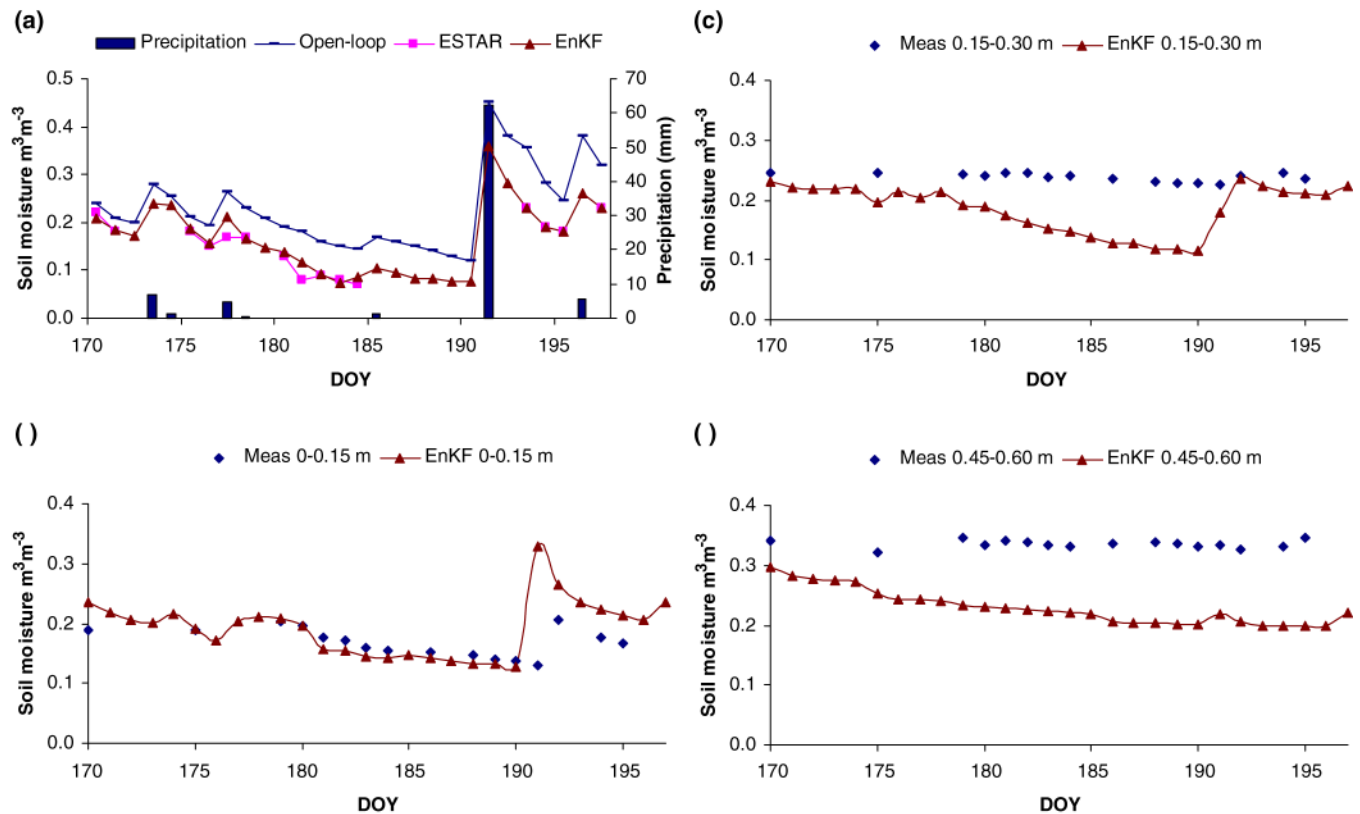 (a)
Precipitation Open-loop ESTAR EnKF
Soil moisture m³m⁻³
0.5
0.4
0.3
0.2
0.1
0.0
70
60
50
40
30
20
10
0
Precipitation (mm)
170 175 180 185 190 195
DOY
(c)
Meas 0.15-0.30 m EnKF 0.15-0.30 m
Soil moisture m³m⁻³
0.4
0.3
0.2
0.1
0.0
170 175 180 185 190 195
DOY
( )
Meas 0-0.15 m EnKF 0-0.15 m
Soil moisture m³m⁻³
0.4
0.3
0.2
0.1
0.0
170 175 180 185 190 195
DOY
( )
Meas 0.45-0.60 m EnKF 0.45-0.60 m
Soil moisture m³m⁻³
0.4
0.3
0.2
0.1
0.0
170 175 180 185 190 195
DOY